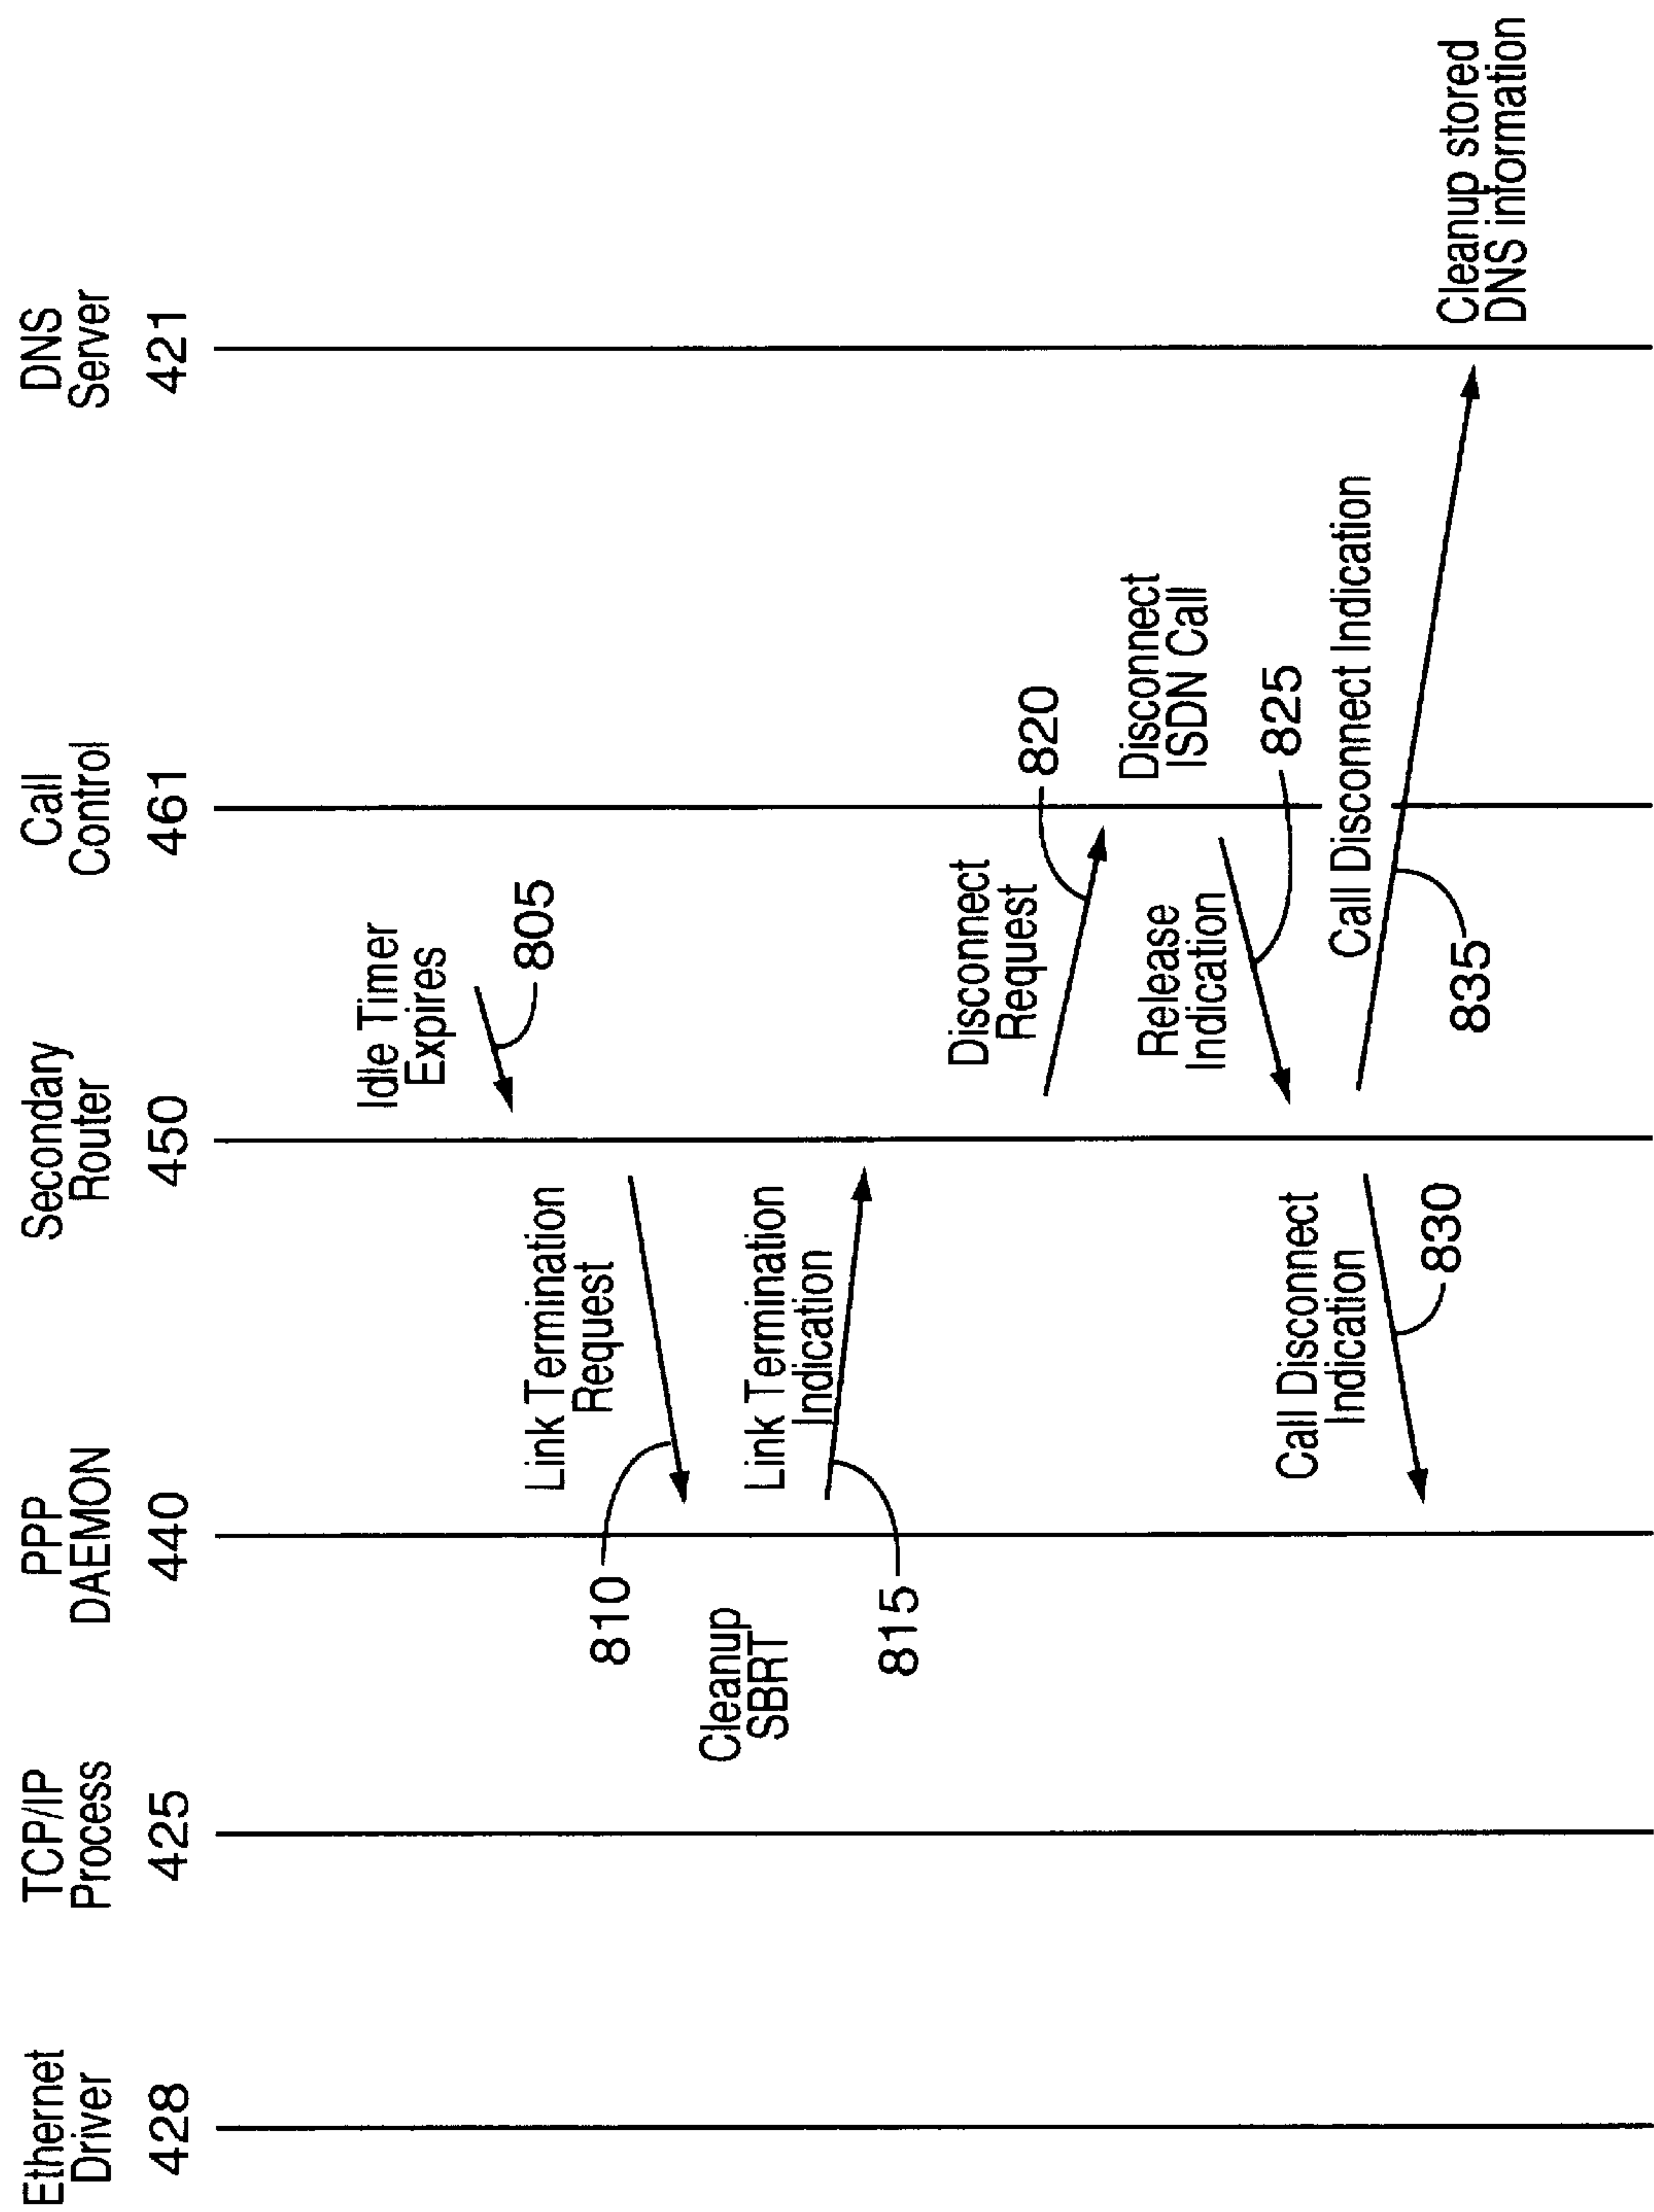 Ethernet
Driver
428
TCP/IP
Process
425
PPP
DAEMON
440
Secondary
Router
450
Call
Control
461
DNS
Server
421
Idle Timer
Expires
805
Link Termination
Request
810
Cleanup
SBRT
Link Termination
Indication
815
Disconnect
Request
820
Disconnect
ISDN Call
Release
Indication
825
Call Disconnect
Indication
830
Call Disconnect Indication
835
Cleanup stored
DNS information